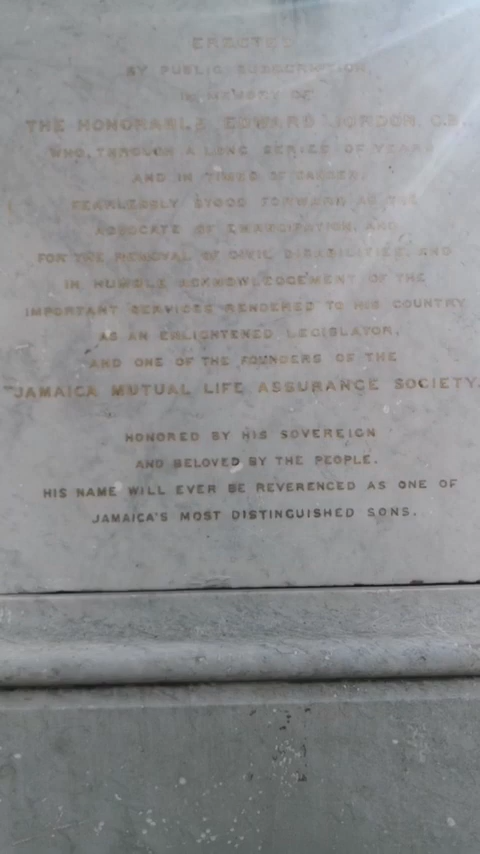 ERECTED
BY PUBLIC SUBSCRIPTION,
IN MEMORY OF
THE HONORABLE EDWARD JORDON, C.B.,
WHO, THROUGH A LONG SERIES OF YEARS
AND IN TIMES OF DANGER,
FEARLESSLY STOOD FORWARD AS THE
ADVOCATE OF EMANCIPATION, AND
FOR THE REMOVAL OF CIVIL DISABILITIES, AND
IN HUMBLE ACKNOWLEDGEMENT OF THE
IMPORTANT SERVICES RENDERED TO HIS COUNTRY
AS AN ENLIGHTENED LEGISLATOR,
AND ONE OF THE FOUNDERS OF THE
JAMAICA MUTUAL LIFE ASSURANCE SOCIETY.
HONORED BY HIS SOVEREIGN
AND BELOVED BY THE PEOPLE.
HIS NAME WILL EVER BE REVERENCED AS ONE OF
JAMAICA'S MOST DISTINGUISHED SONS.